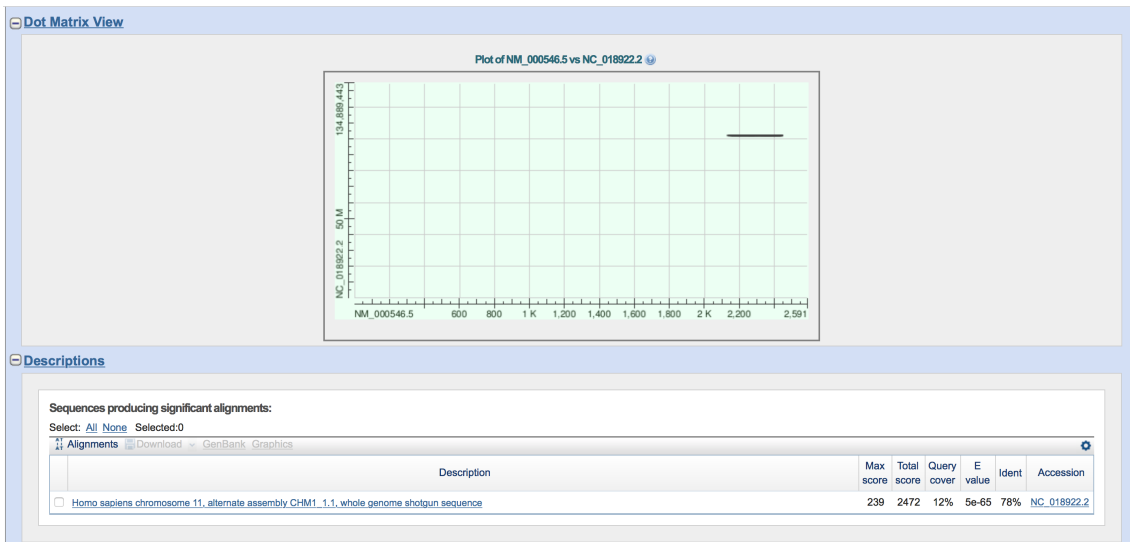 Dot Matrix View
Plot of NM_000546.5 vs NC_018922.2
134,889,443
50 M
NC_018922.2
NM_000546.5 600 800 1 K 1,200 1,400 1,600 1,800 2 K 2,200 2,591
Descriptions
Sequences producing significant alignments:
Select: All None Selected:0
Alignments Download GenBank Graphics
Description Max score Total score Query cover E value Ident Accession
Homo sapiens chromosome 11, alternate assembly CHM1_1.1, whole genome shotgun sequence 239 2472 12% 5e-65 78% NC_018922.2